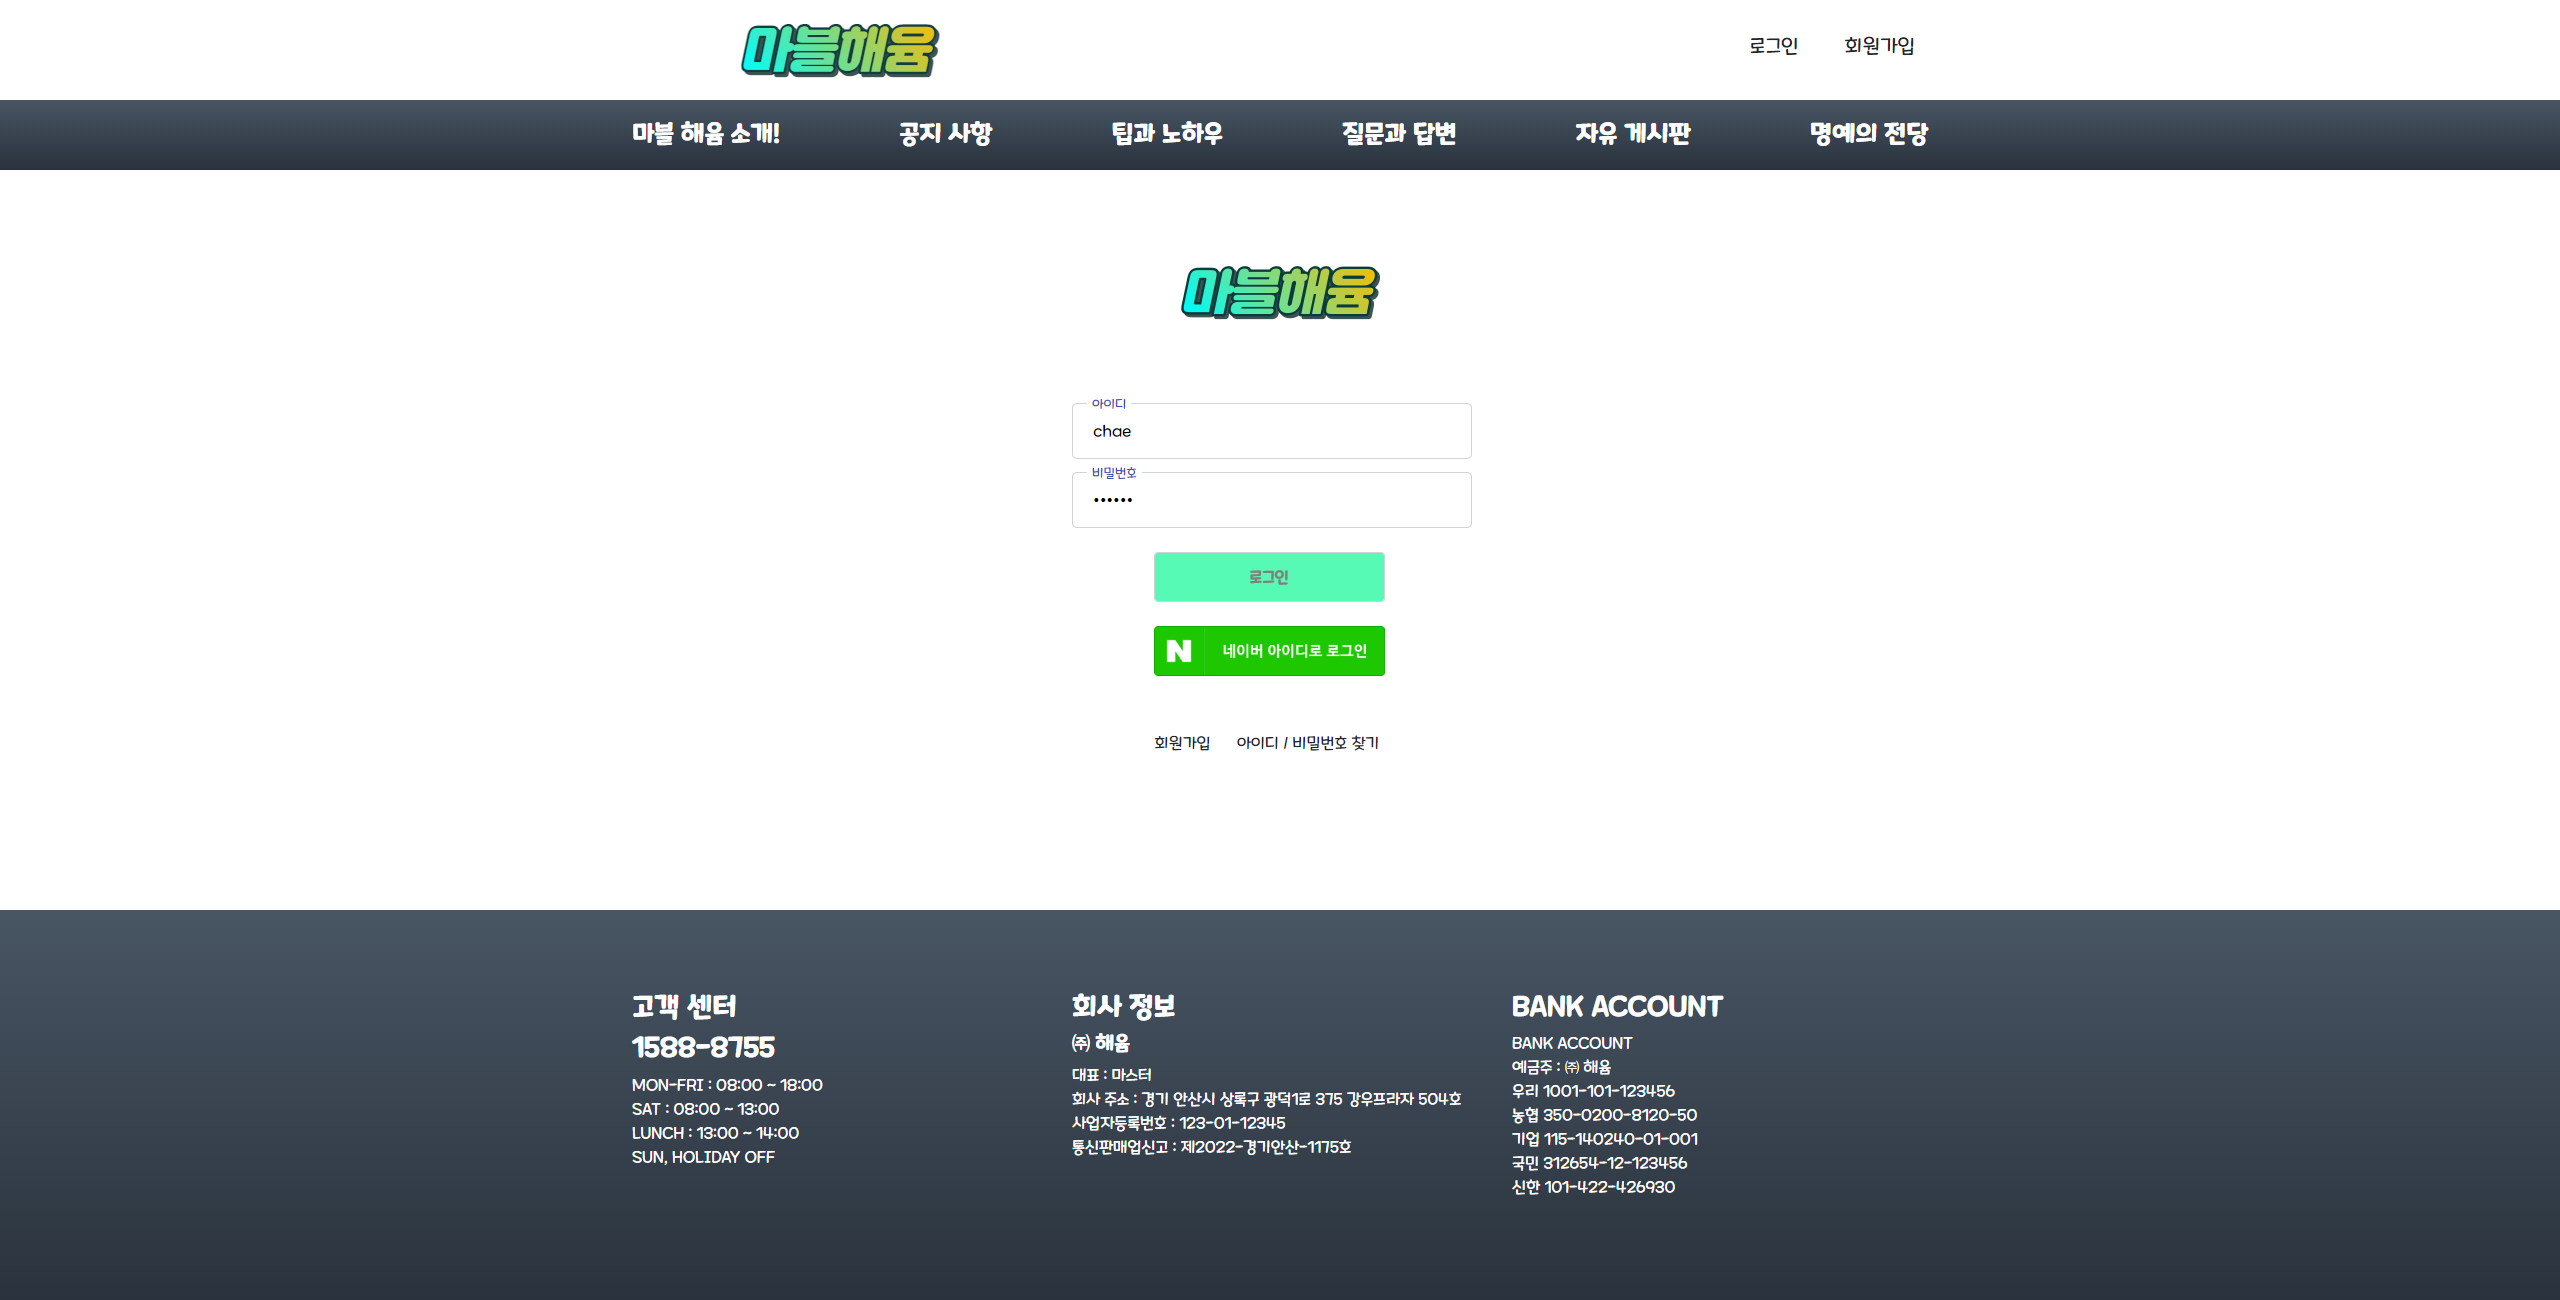 마블해윰
로그인 회원가입
마블 해윰 소개! 공지 사항 팁과 노하우 질문과 답변 자유 게시판 명예의 전당
마블해윰
아이디
chae
비밀번호
••••••
로그인
N 네이버 아이디로 로그인
회원가입 아이디 / 비밀번호 찾기
고객 센터
1588-8755
MON-FRI : 08:00 ~ 18:00
SAT : 08:00 ~ 13:00
LUNCH : 13:00 ~ 14:00
SUN, HOLIDAY OFF
회사 정보
㈜ 해윰
대표 : 마스터
회사 주소 : 경기 안산시 상록구 광덕1로 375 강우프라자 504호
사업자등록번호 : 123-01-12345
통신판매업신고 : 제2022-경기안산-1175호
BANK ACCOUNT
BANK ACCOUNT
예금주 : ㈜ 해윰
우리 1001-101-123456
농협 350-0200-8120-50
기업 115-140240-01-001
국민 312654-12-123456
신한 101-422-426930